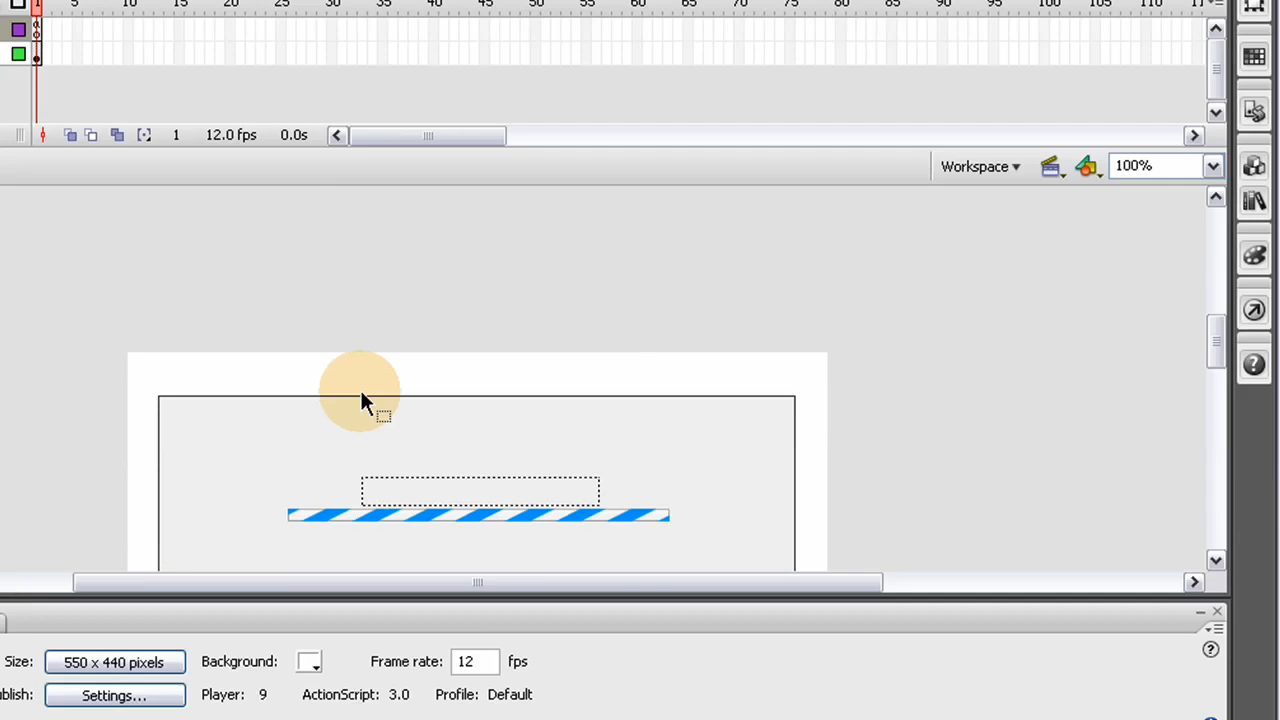 1 5 10 15 20 25 30 35 40 45 50 55 60 65 70 75 80 85 90 95 100 105 110
1 12.0 fps 0.0s
Workspace 100%
Size: 550 x 440 pixels Background: Frame rate: 12 fps
blish: Settings... Player: 9 ActionScript: 3.0 Profile: Default